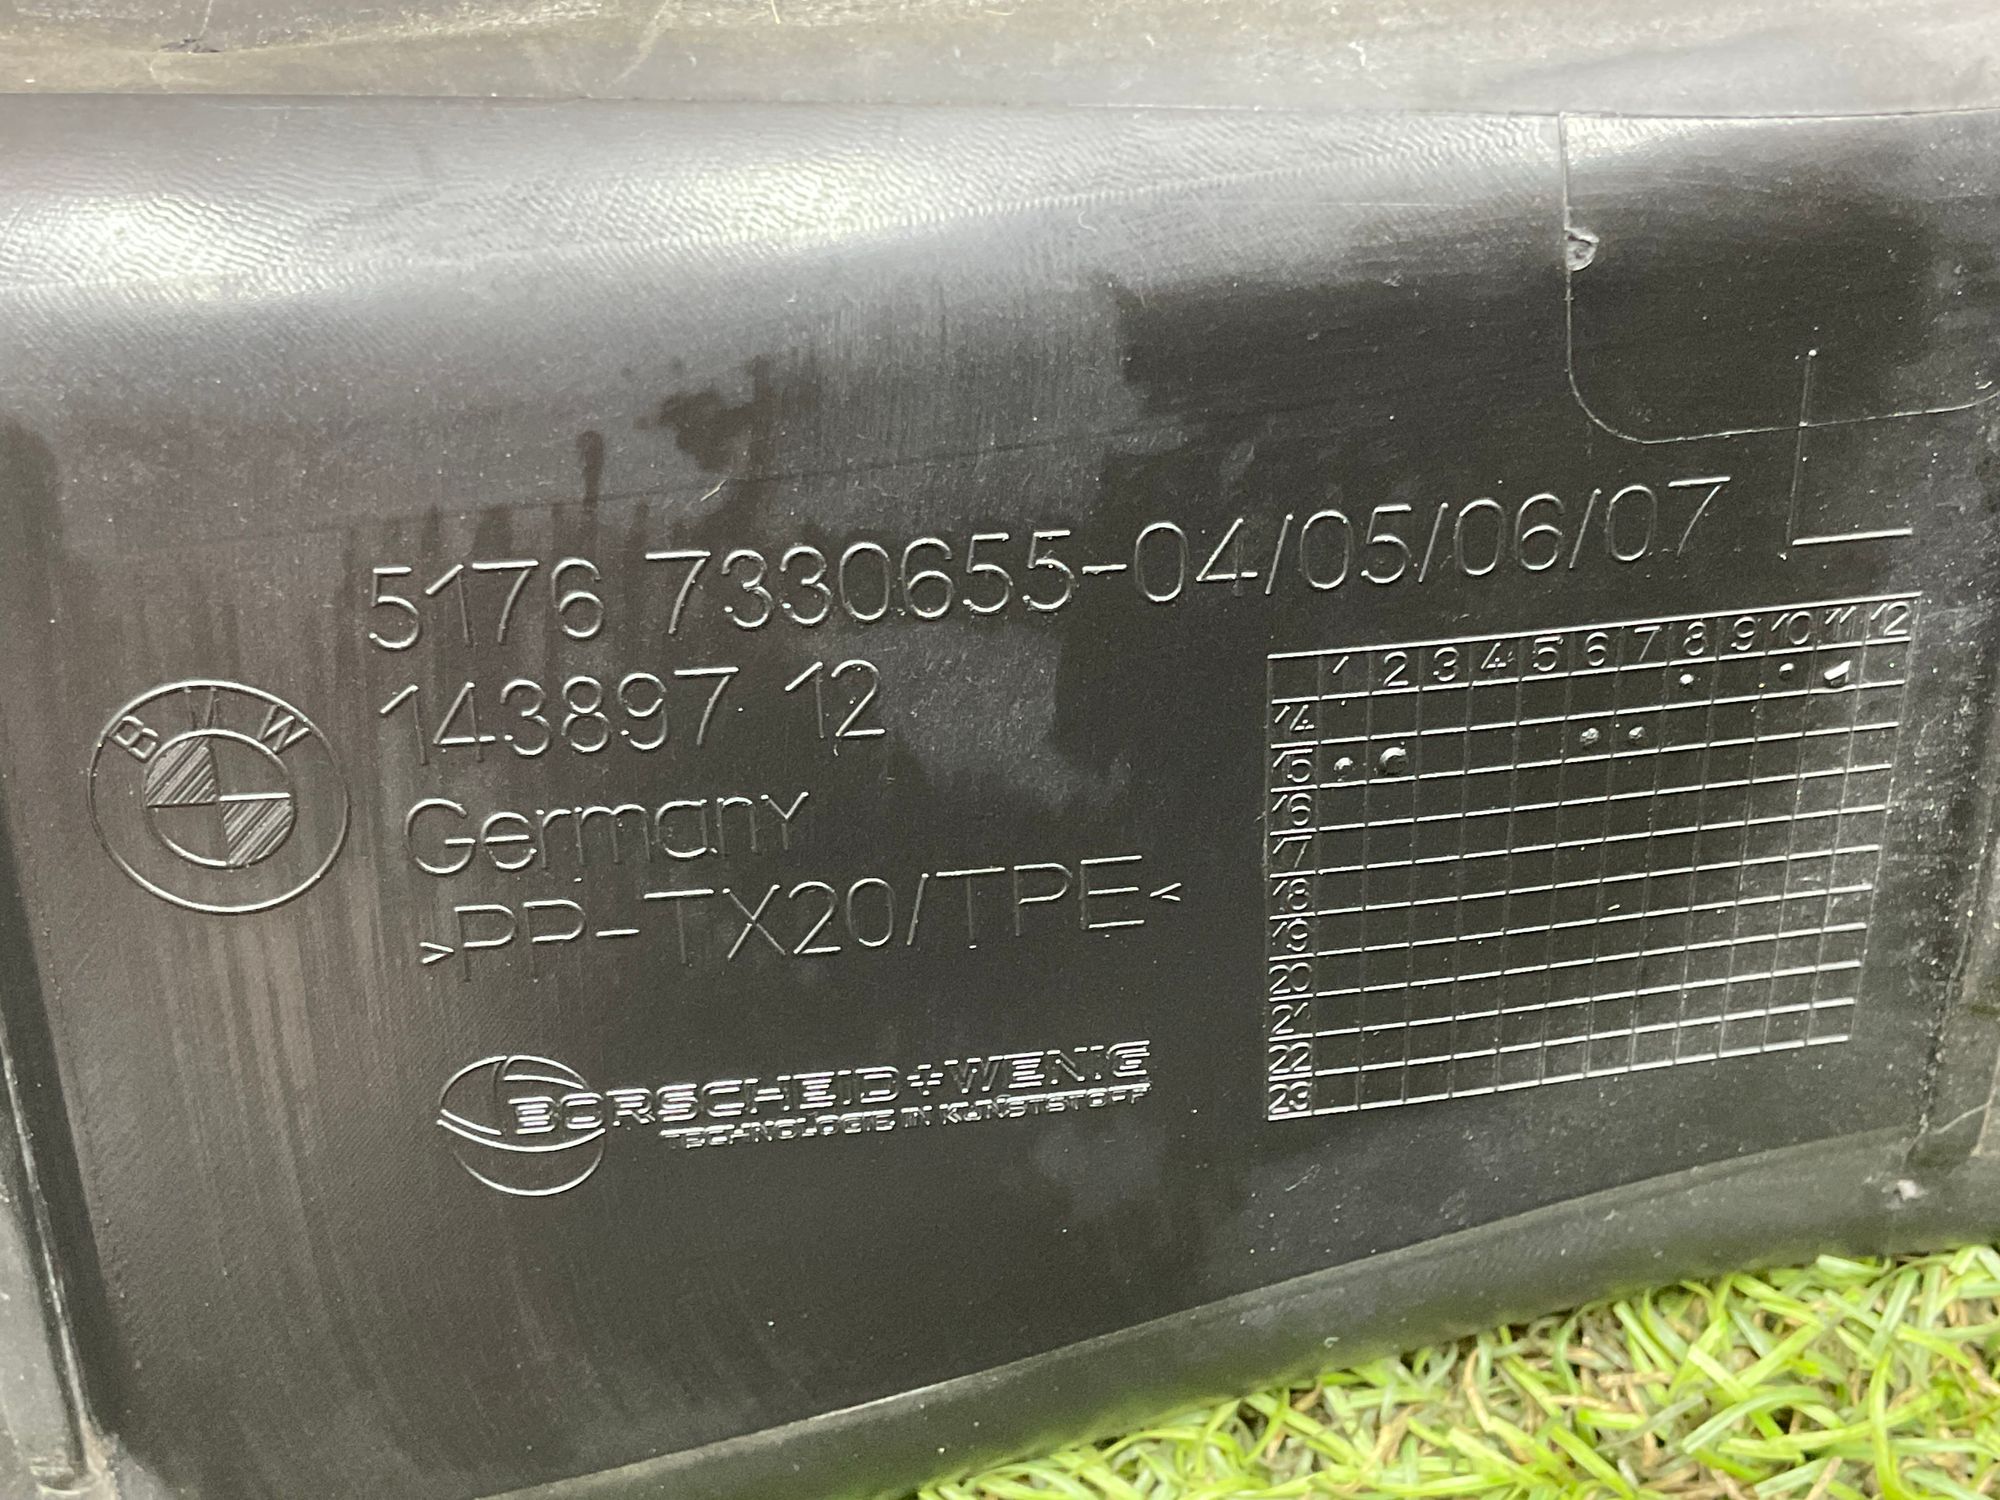 5176 7330655-04/05/06/07
BMW
143897 12
Germany
>PP-TX20/TPE<
BORSCHEID+WENIG
TECHNOLOGIE IN KUNSTSTOFF
1 2 3 4 5 6 7 8 9 10 11 12
14
15
16
17
18
19
20
21
22
23